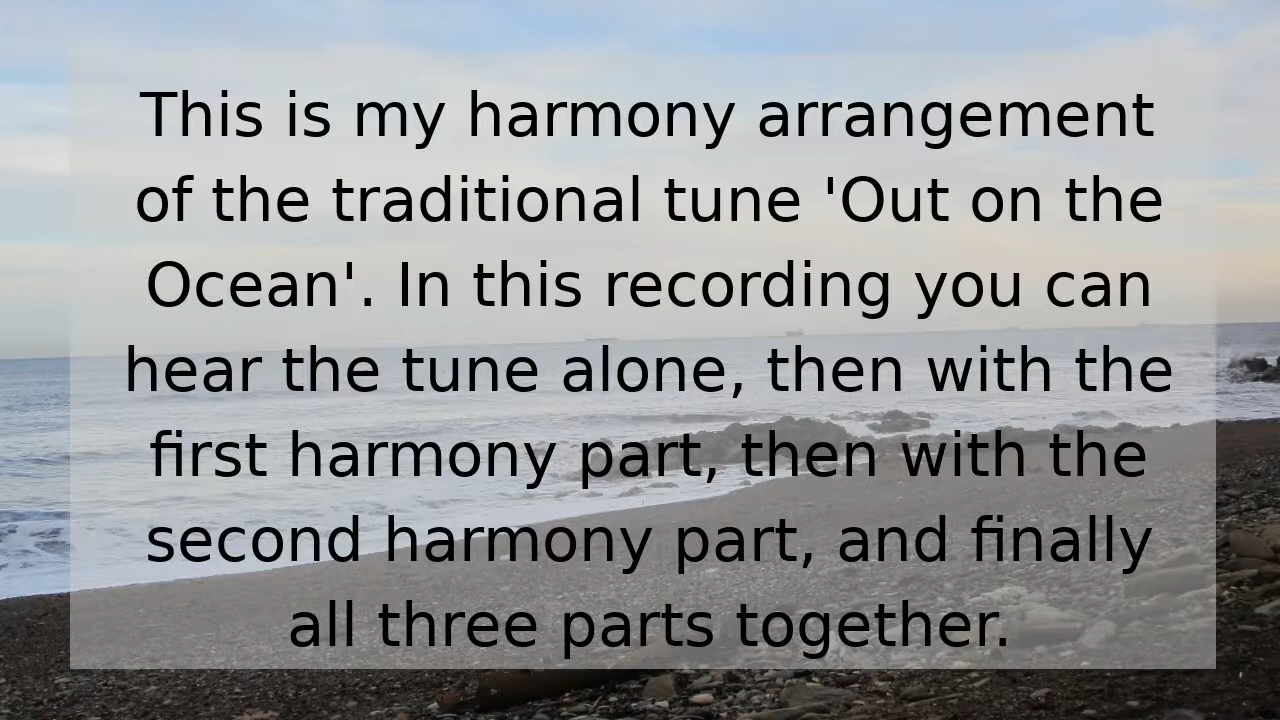 This is my harmony arrangement
of the traditional tune 'Out on the
Ocean'. In this recording you can
hear the tune alone, then with the
first harmony part, then with the
second harmony part, and finally
all three parts together.